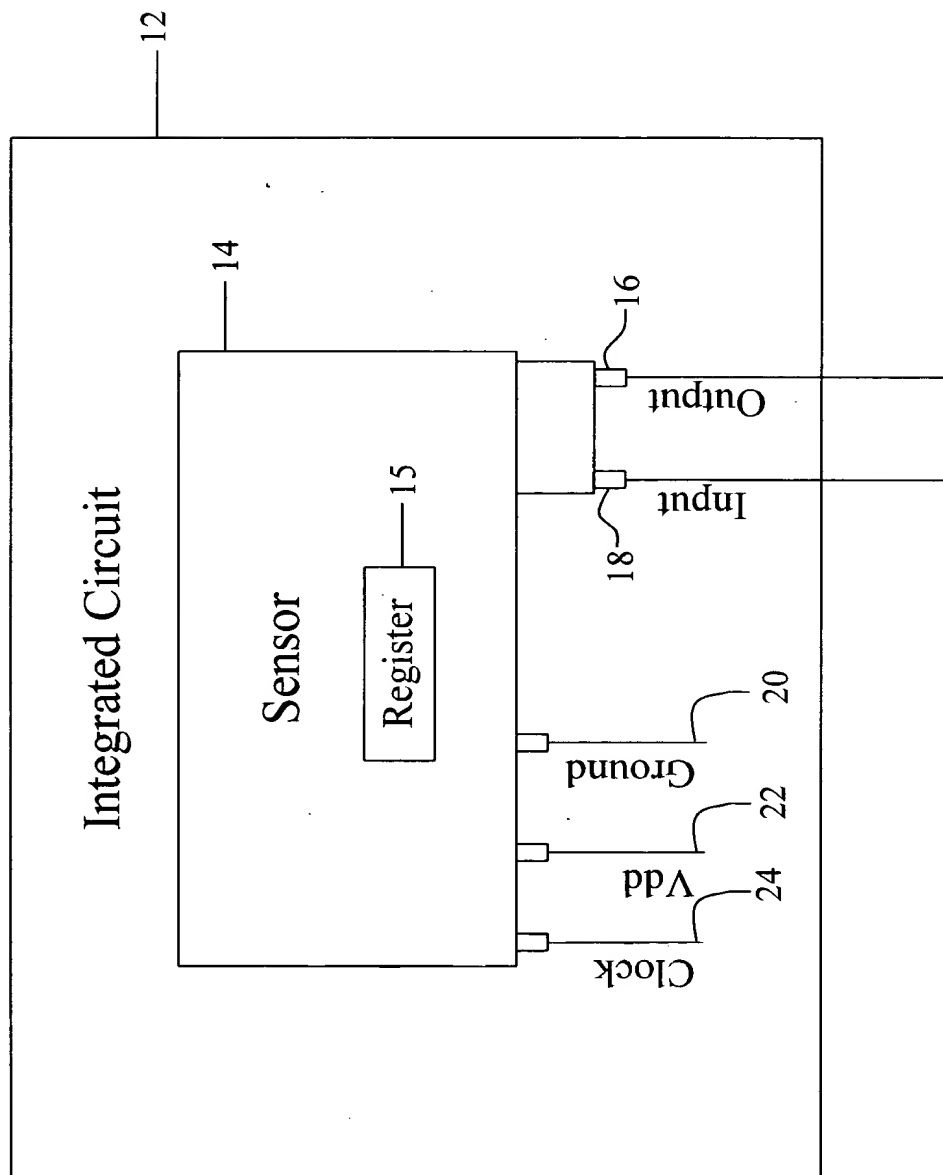 Integrated Circuit
12
Sensor
14
Register
15
Clock
24
Vdd
22
Ground
20
Input
18
Output
16